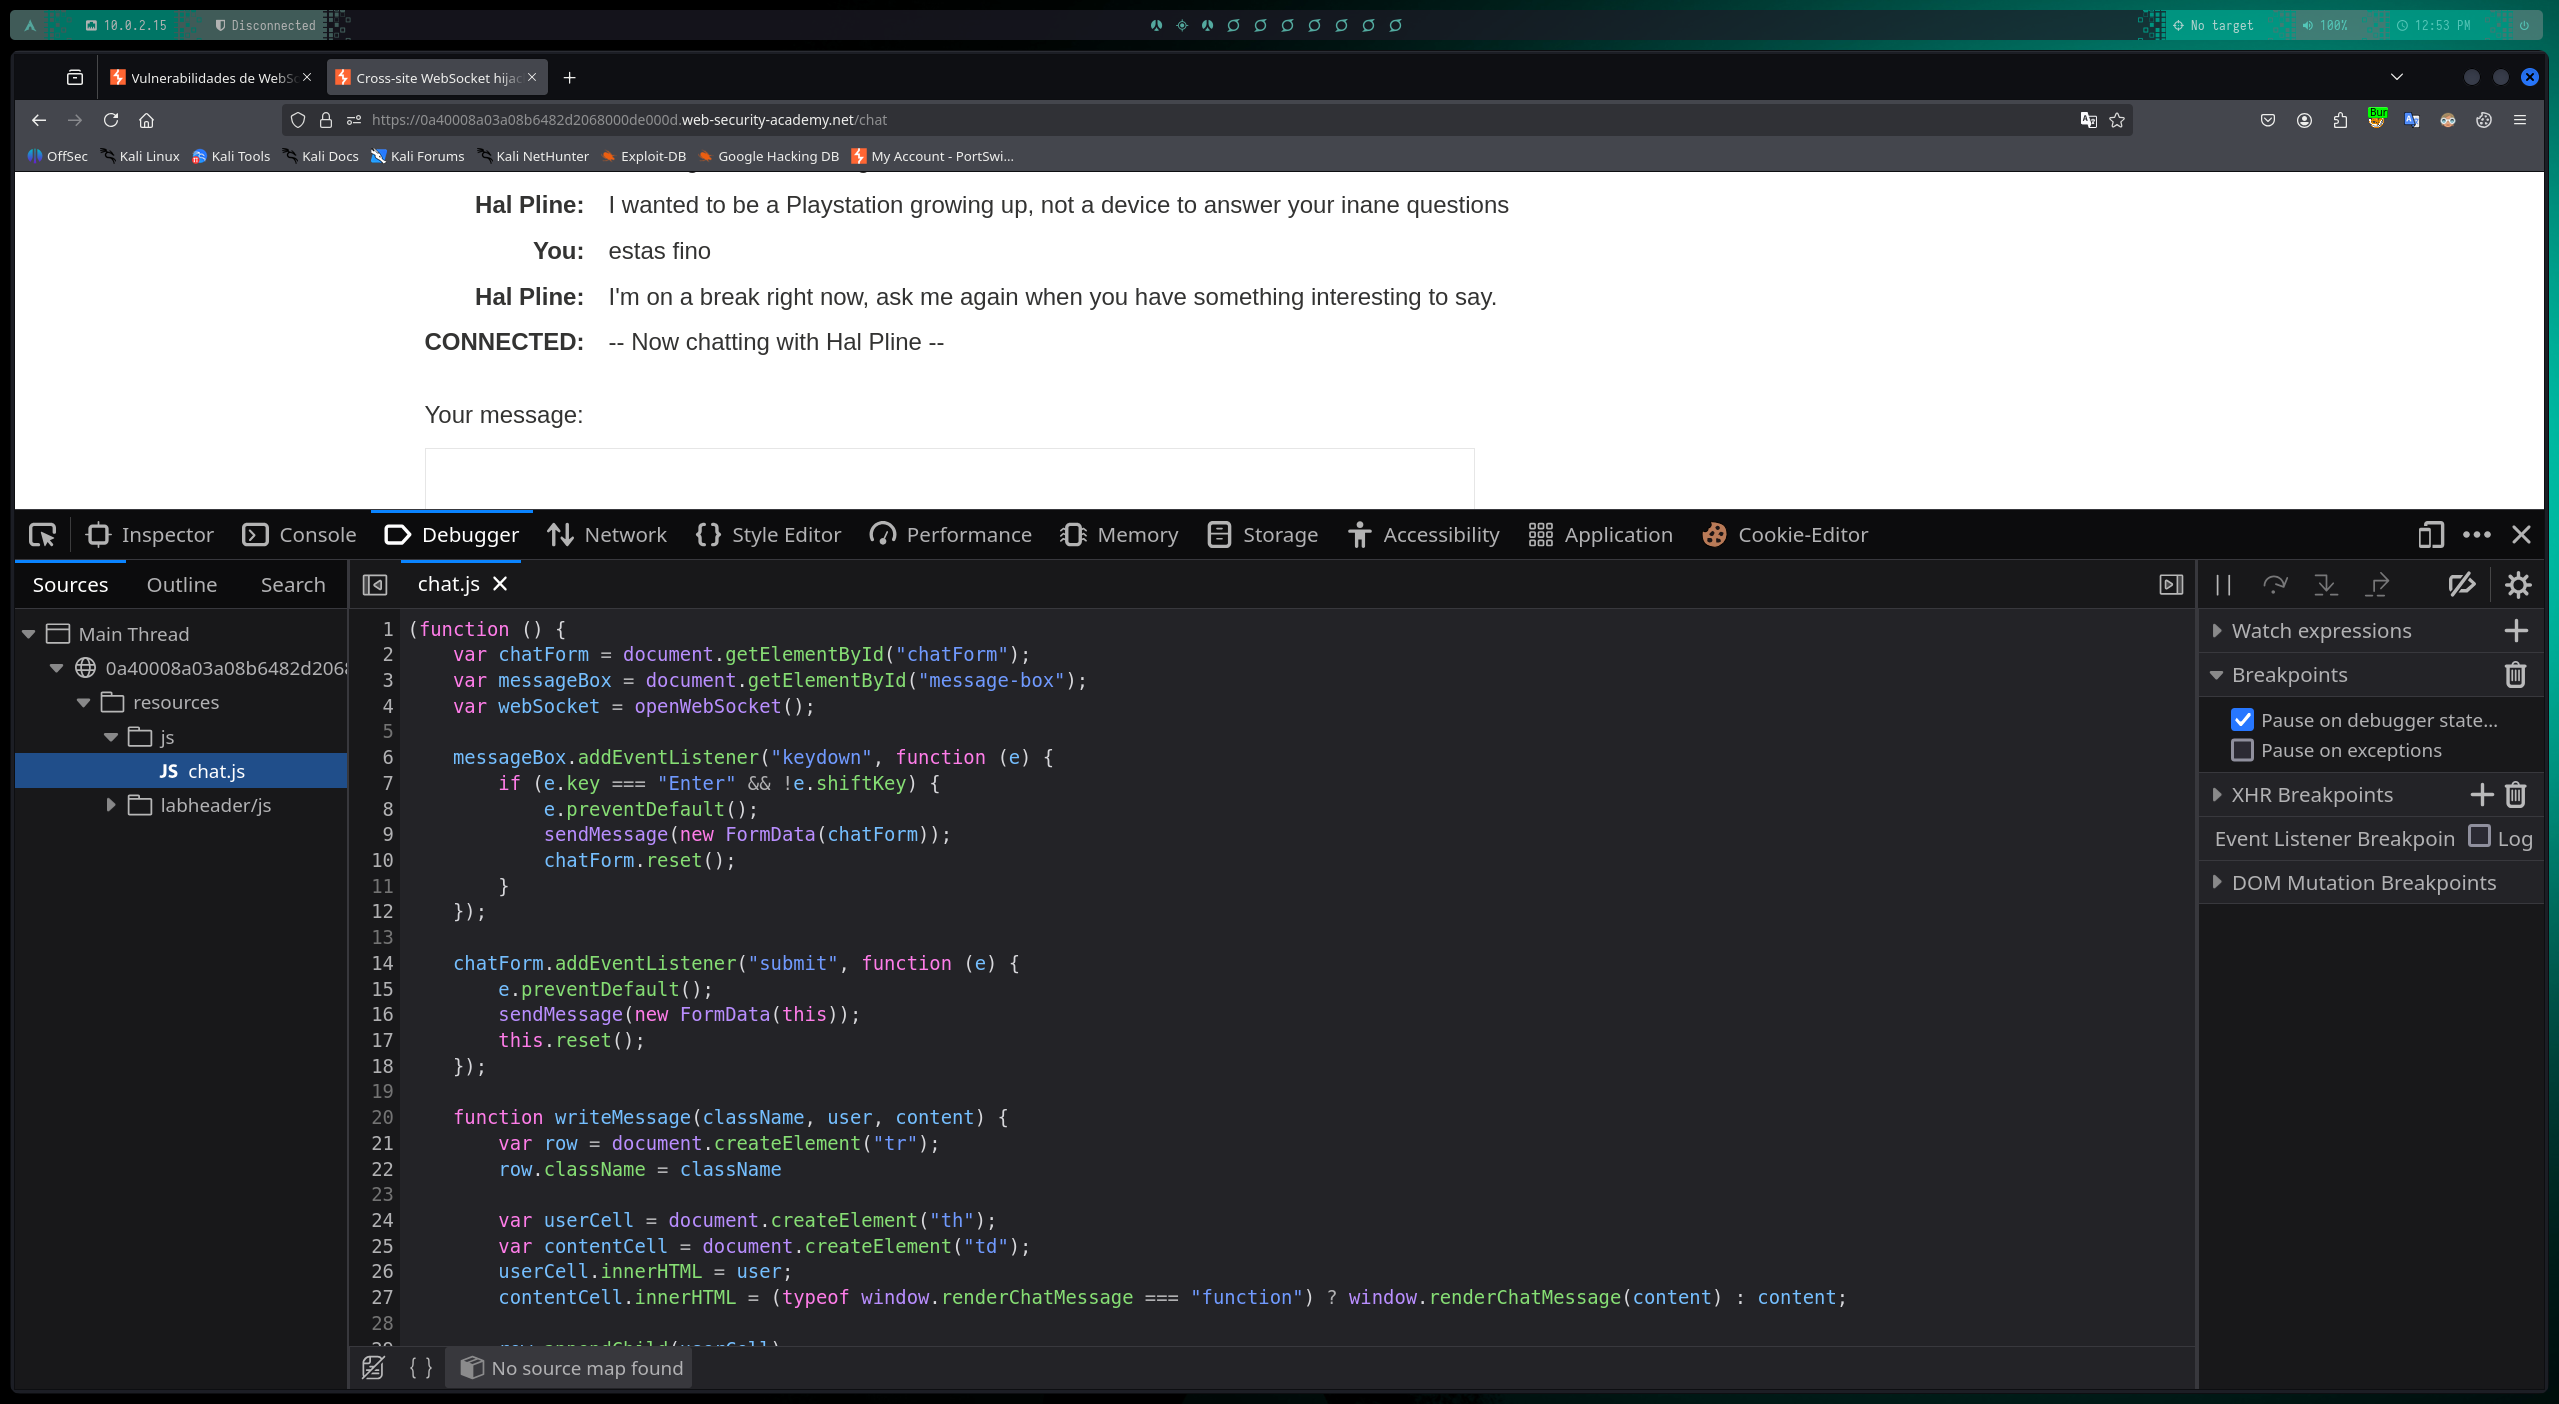 10.0.2.15 Disconnected No target 100% 12:53 PM
Vulnerabilidades de WebS Cross-site WebSocket hijac
https://0a40008a03a08b6482d2068000de000d.web-security-academy.net/chat Bur
OffSec Kali Linux Kali Tools Kali Docs Kali Forums Kali NetHunter Exploit-DB Google Hacking DB My Account - PortSwi...
Hal Pline: I wanted to be a Playstation growing up, not a device to answer your inane questions
You: estas fino
Hal Pline: I'm on a break right now, ask me again when you have something interesting to say.
CONNECTED: -- Now chatting with Hal Pline --
Your message:
Inspector Console Debugger Network Style Editor Performance Memory Storage Accessibility Application Cookie-Editor
Sources Outline Search
Main Thread
0a40008a03a08b6482d206
resources
js
JS chat.js
labheader/js
chat.js
1 (function () {
2 var chatForm = document.getElementById("chatForm");
3 var messageBox = document.getElementById("message-box");
4 var webSocket = openWebSocket();
5
6 messageBox.addEventListener("keydown", function (e) {
7 if (e.key === "Enter" && !e.shiftKey) {
8 e.preventDefault();
9 sendMessage(new FormData(chatForm));
10 chatForm.reset();
11 }
12 });
13
14 chatForm.addEventListener("submit", function (e) {
15 e.preventDefault();
16 sendMessage(new FormData(this));
17 this.reset();
18 });
19
20 function writeMessage(className, user, content) {
21 var row = document.createElement("tr");
22 row.className = className
23
24 var userCell = document.createElement("th");
25 var contentCell = document.createElement("td");
26 userCell.innerHTML = user;
27 contentCell.innerHTML = (typeof window.renderChatMessage === "function") ? window.renderChatMessage(content) : content;
28
No source map found
Watch expressions
Breakpoints
Pause on debugger state...
Pause on exceptions
XHR Breakpoints
Event Listener Breakpoin Log
DOM Mutation Breakpoints